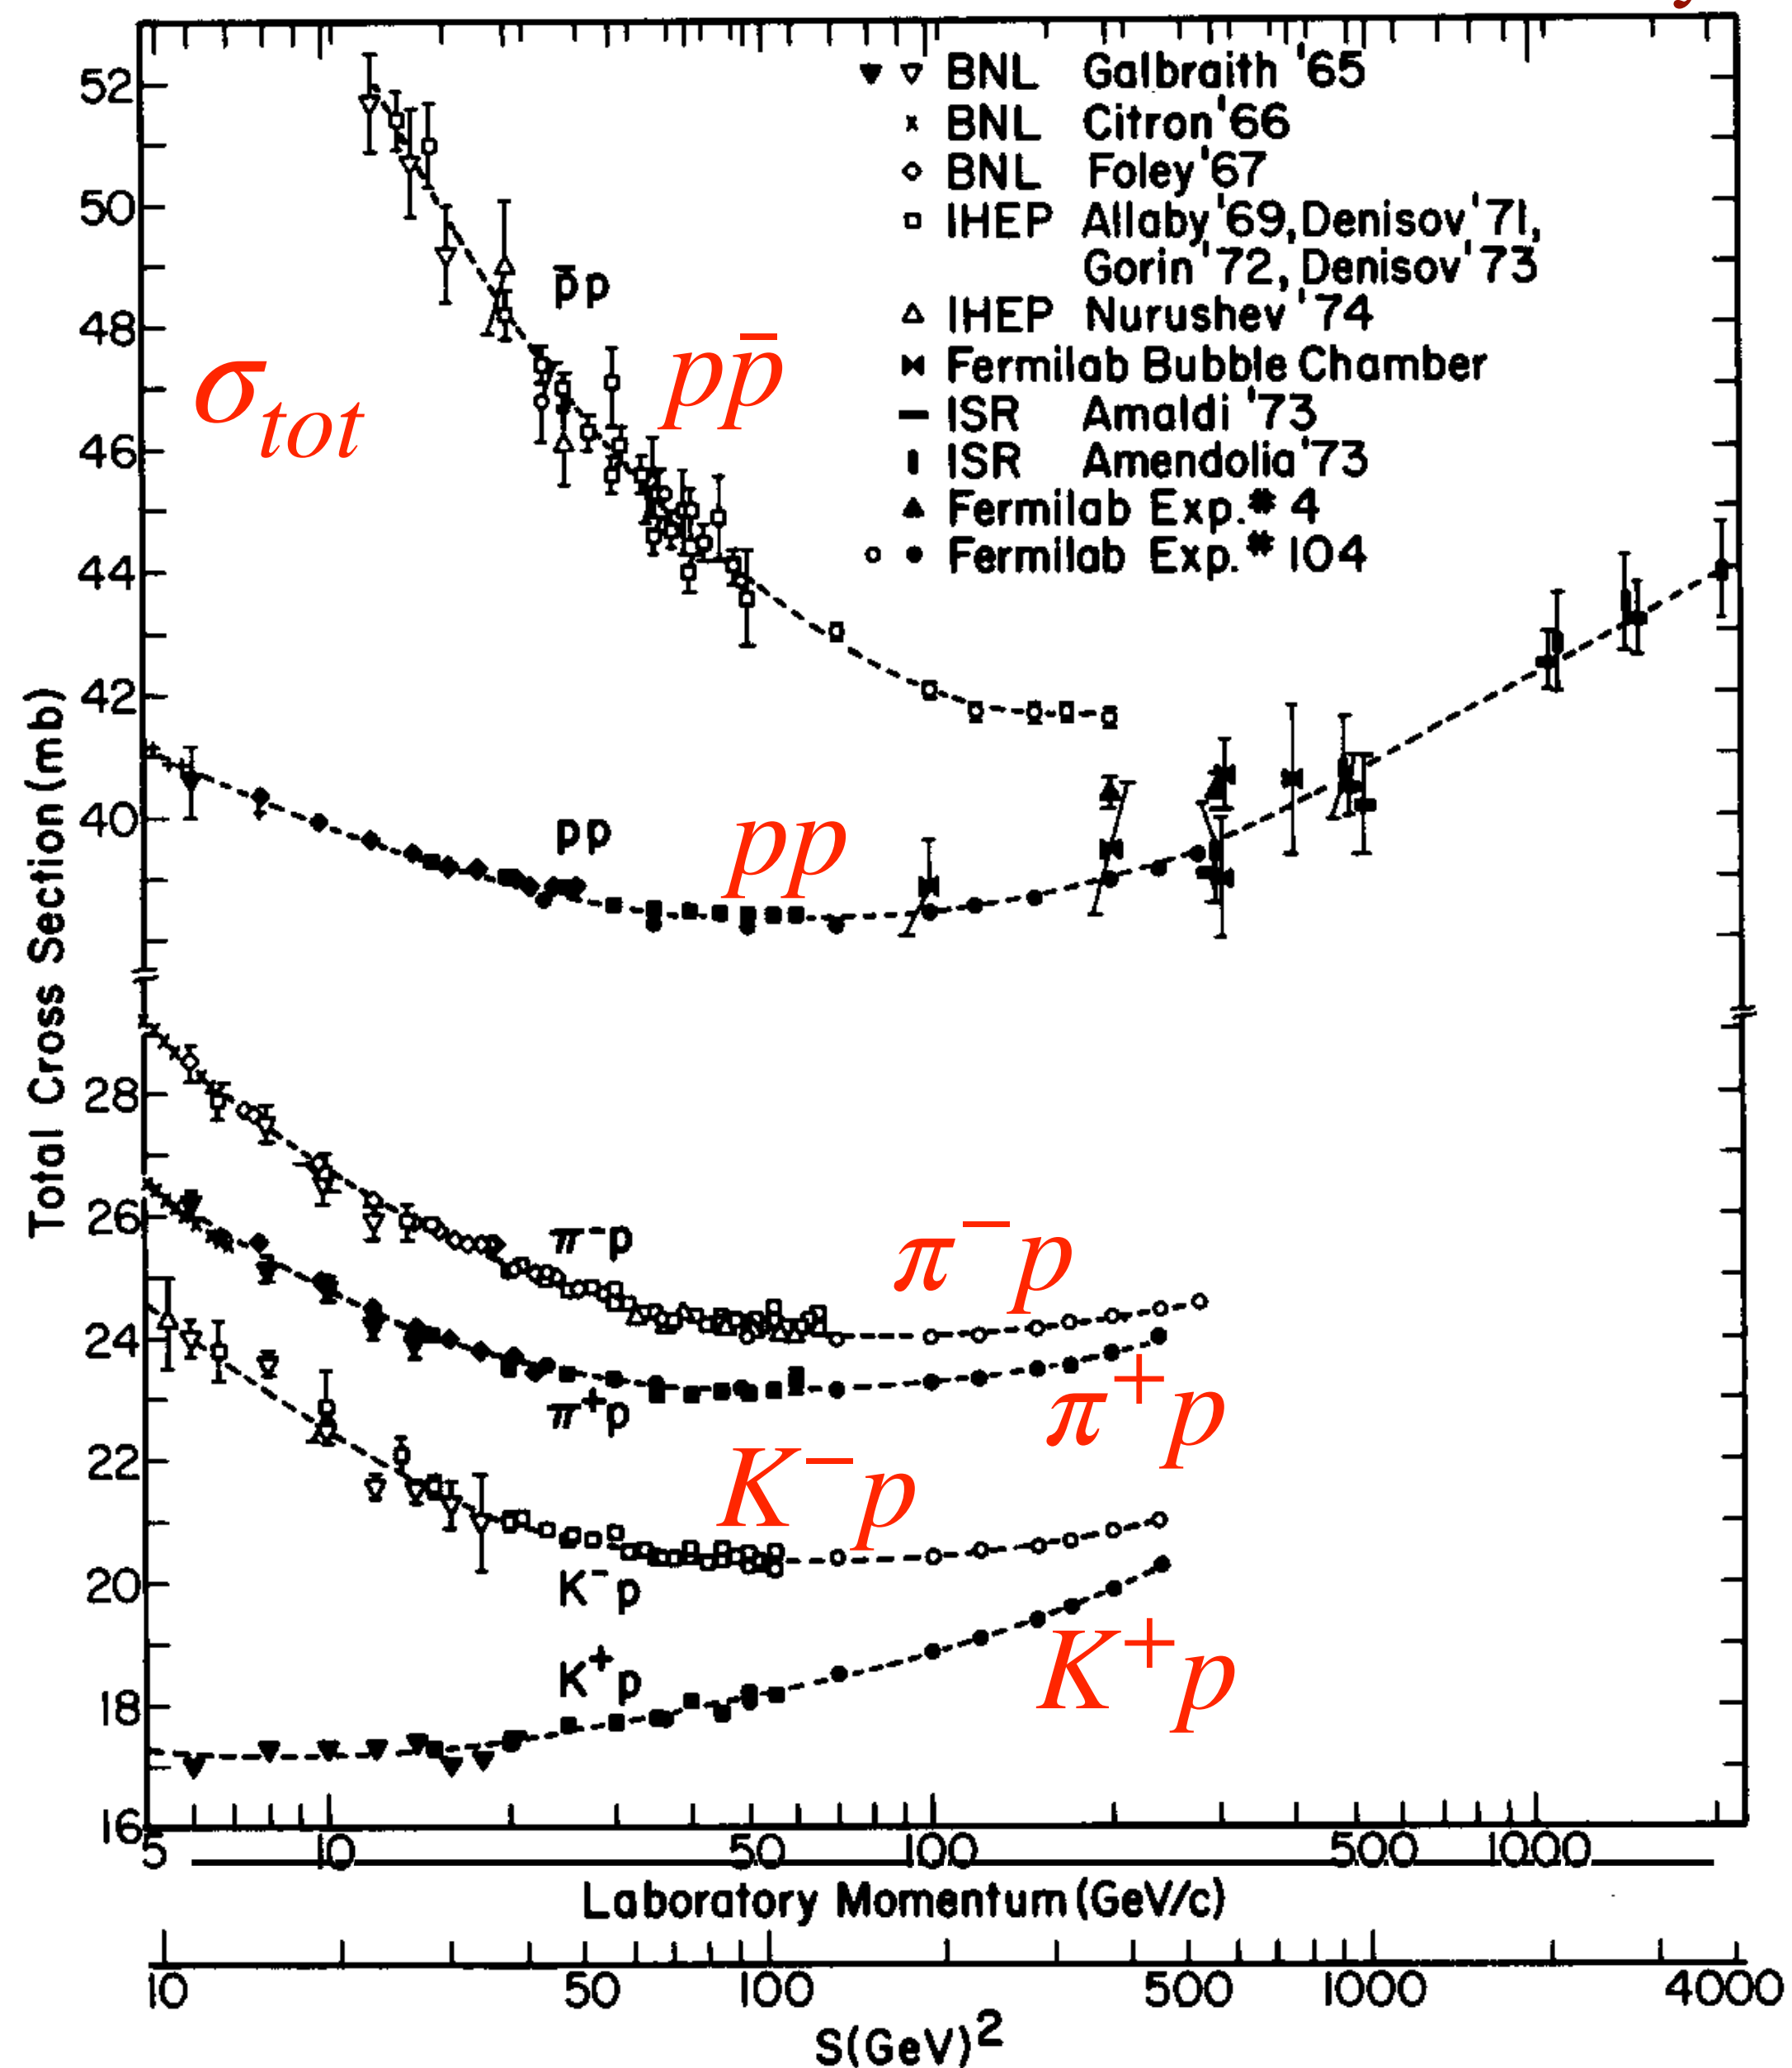 BNL Galbraith '65
BNL Citron '66
BNL Foley '67
IHEP Allaby '69, Denisov '71,
Gorin '72, Denisov '73
IHEP Nurushev '74
Fermilab Bubble Chamber
ISR Amaldi '73
ISR Amendolia '73
Fermilab Exp. # 4
Fermilab Exp. # 104
52
50
48
46
44
42
40
28
26
24
22
20
18
16
Total Cross Section (mb)
σtot
p̄p
pp̄
pp
pp
π⁻p
π⁻p
π⁺p
π⁺p
K⁻p
K⁻p
K⁺p
K⁺p
5 10 50 100 500 1000
Laboratory Momentum (GeV/c)
10 50 100 500 1000 4000
S(GeV)²